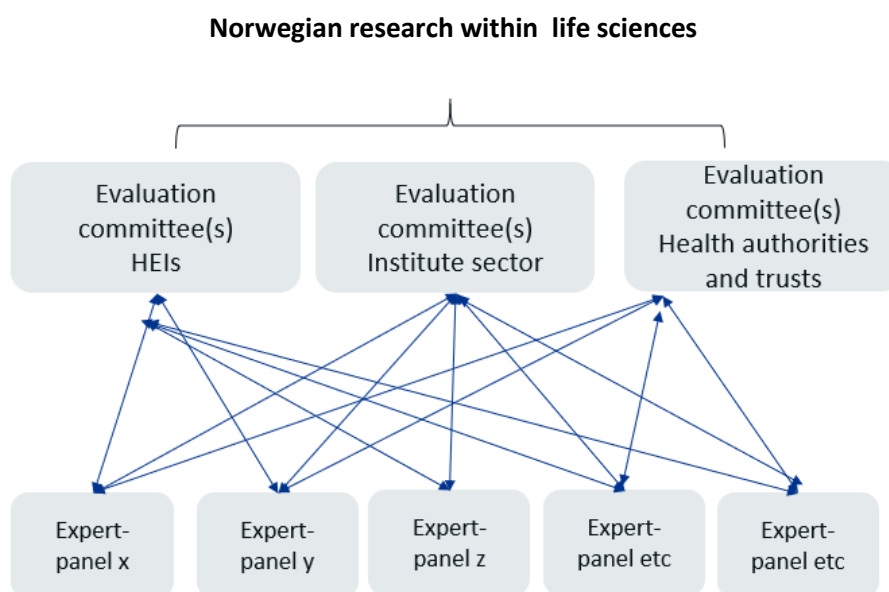 Norwegian research within  life sciences
Evaluation
committee(s)
HEIs
Evaluation
committee(s)
Institute sector
Evaluation
committee(s)
Health authorities
and trusts
Expert-
panel x
Expert-
panel y
Expert-
panel z
Expert-
panel etc
Expert-
panel etc